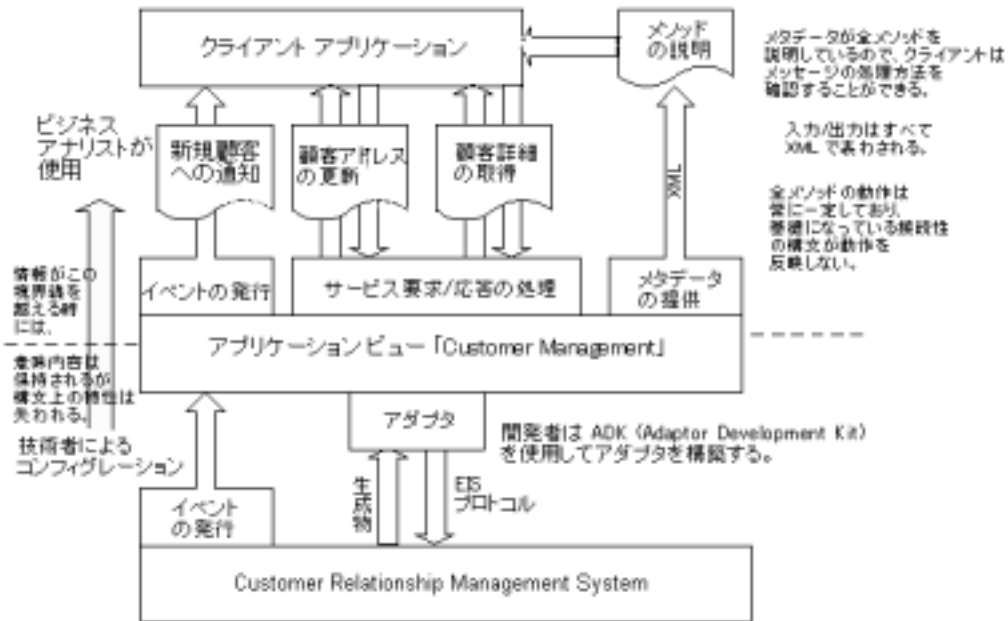 クライアント アプリケーション
メソッド
の説明
メタデータが全メソッドを
説明しているので、クライアントは
メッセージの処理方法を
確認することができる。
入力/出力はすべて
XML で表わされる。
全メソッドの動作は
常に一定しており、
基礎になっている接続性
の構文が動作を
反映しない。
ビジネス
アナリストが
使用
新規顧客
への通知
顧客アドレス
の更新
顧客詳細
の取得
XML
情報がこの
境界線を
越える時
には、
イベントの発行
サービス要求/応答の処理
メタデータ
の提供
アプリケーション ビュー「Customer Management」
意味内容は
保持されるが
構文上の特性は
失われる。
技術者による
コンフィグレーション
アダプタ
開発者は ADK (Adaptor Development Kit)
を使用してアダプタを構築する。
イベント
の発行
生成物
EIS
プロトコル
Customer Relationship Management System